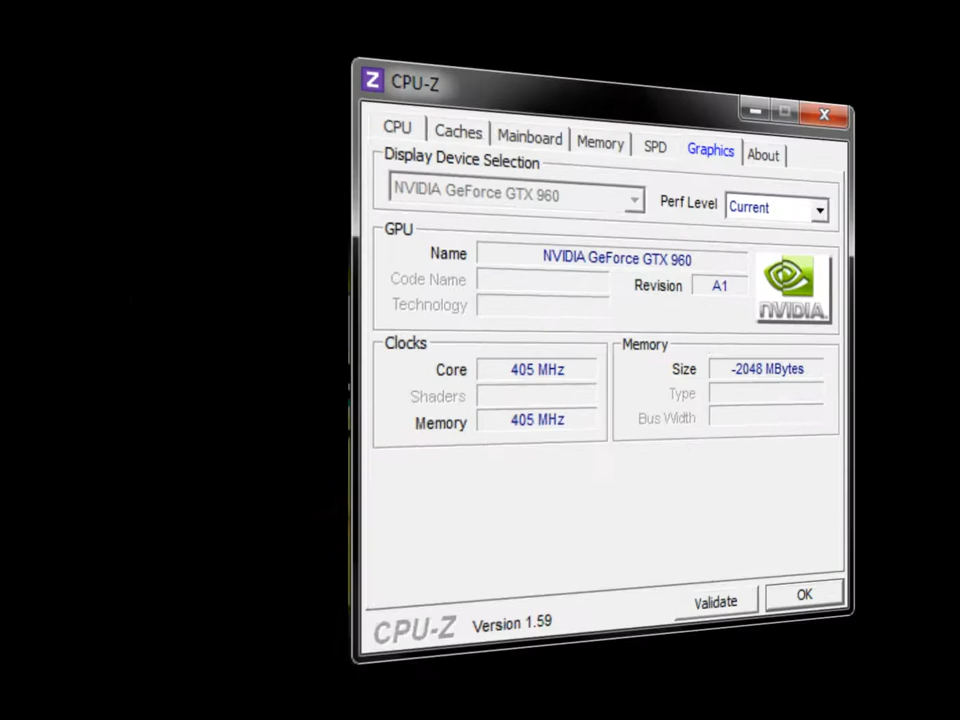 CPU-Z
CPU Caches Mainboard Memory SPD Graphics About
Display Device Selection
NVIDIA GeForce GTX 960 Perf Level Current
GPU
Name NVIDIA GeForce GTX 960
Code Name Revision A1
Technology
NVIDIA.
Clocks
Core 405 MHz
Shaders
Memory 405 MHz
Memory
Size -2048 MBytes
Type
Bus Width
CPU-Z Version 1.59 Validate OK